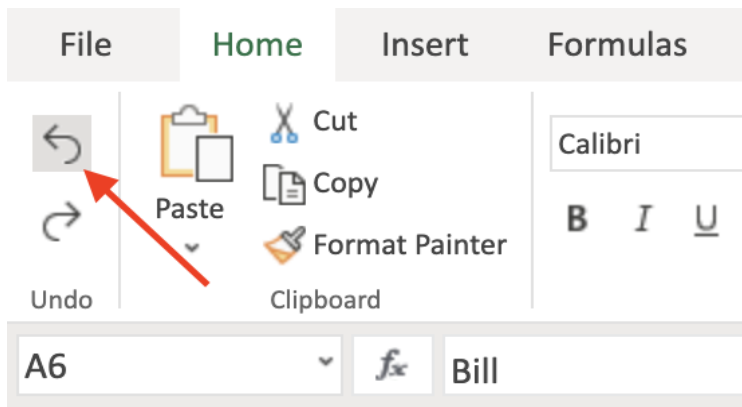 File Home Insert Formulas
Cut
Copy
Paste
Format Painter
Undo
Clipboard
Calibri
B I U
A6 fx Bill